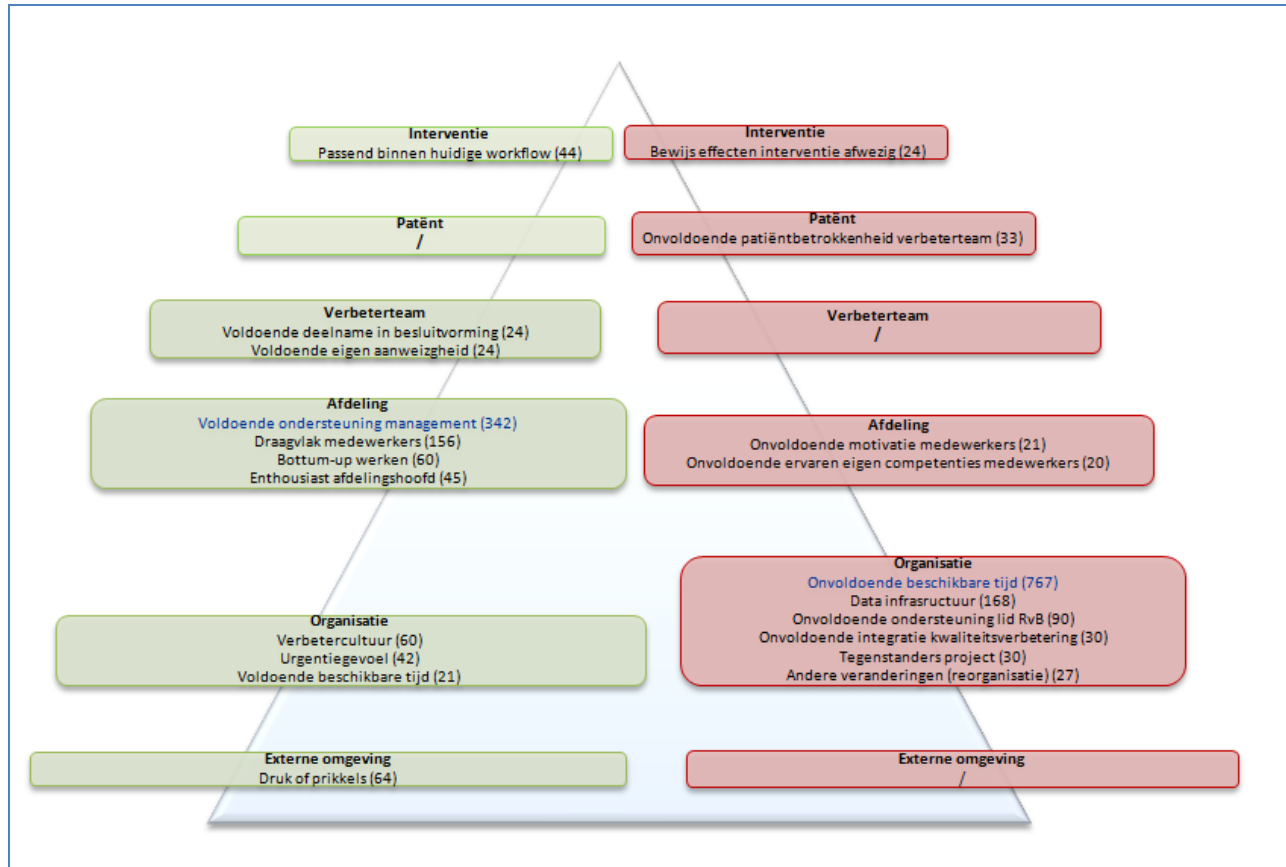 Interventie
Passend binnen huidige workflow (44)
Interventie
Bewijs effecten interventie afwezig (24)
Patënt
/
Patënt
Onvoldoende patiëntbetrokkenheid verbeterteam (33)
Verbeterteam
Voldoende deelname in besluitvorming (24)
Voldoende eigen aanweizgheid (24)
Verbeterteam
/
Afdeling
Voldoende ondersteuning management (342)
Draagvlak medewerkers (156)
Bottum-up werken (60)
Enthousiast afdelingshoofd (45)
Afdeling
Onvoldoende motivatie medewerkers (21)
Onvoldoende ervaren eigen competenties medewerkers (20)
Organisatie
Verbetercultuur (60)
Urgentiegevoel (42)
Voldoende beschikbare tijd (21)
Organisatie
Onvoldoende beschikbare tijd (767)
Data infrasructuur (168)
Onvoldoende ondersteuning lid RvB (90)
Onvoldoende integratie kwaliteitsverbetering (30)
Tegenstanders project (30)
Andere veranderingen (reorganisatie) (27)
Externe omgeving
Druk of prikkels (64)
Externe omgeving
/